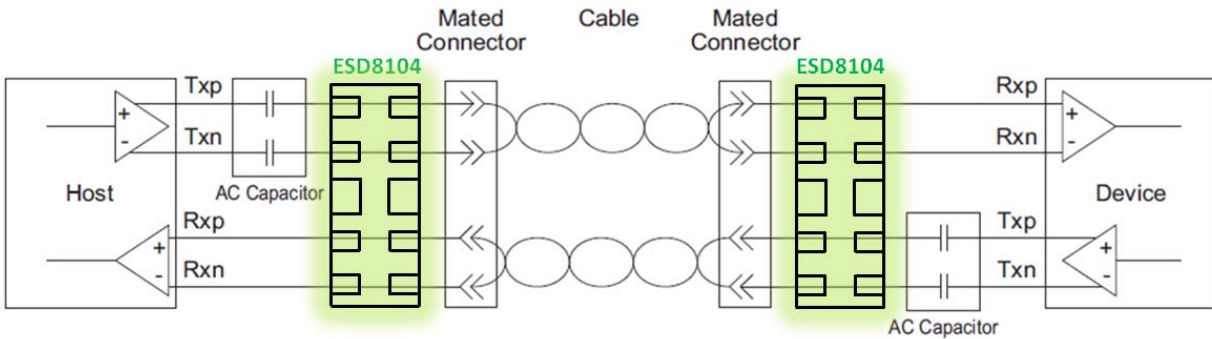 Mated
Connector
Cable
Mated
Connector
ESD8104
ESD8104
Txp
Rxp
+
-
+
-
Txn
Rxn
Host
AC Capacitor
Device
Rxp
Txp
+
-
+
-
Rxn
Txn
AC Capacitor